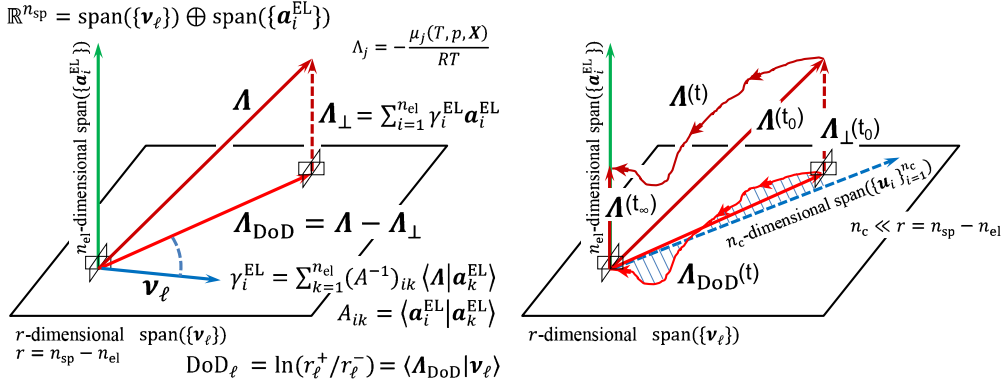 ℝ^{n_sp} = span({𝝂_ℓ}) ⊕ span({𝒂_i^EL})
Λ_j = − μ_j(T, p, 𝑿) / RT
n_el-dimensional span({𝒂_i^EL})
𝜦
𝜦_⊥ = ∑_{i=1}^{n_el} γ_i^EL 𝒂_i^EL
𝜦_DoD = 𝜦 − 𝜦_⊥
𝝂_ℓ
γ_i^EL = ∑_{k=1}^{n_el} (A^{−1})_{ik} ⟨𝜦|𝒂_k^EL⟩
A_{ik} = ⟨𝒂_i^EL|𝒂_k^EL⟩
r-dimensional span({𝝂_ℓ})
r = n_sp − n_el
DoD_ℓ = ln(r_ℓ^+/r_ℓ^−) = ⟨𝜦_DoD|𝝂_ℓ⟩
n_el-dimensional span({𝒂_i^EL})
𝜦(t)
𝜦(t_0)
𝜦_⊥(t_0)
𝜦(t_∞)
n_c-dimensional span({𝒖_i}_{i=1}^{n_c})
n_c ≪ r = n_sp − n_el
𝜦_DoD(t)
r-dimensional span({𝝂_ℓ})